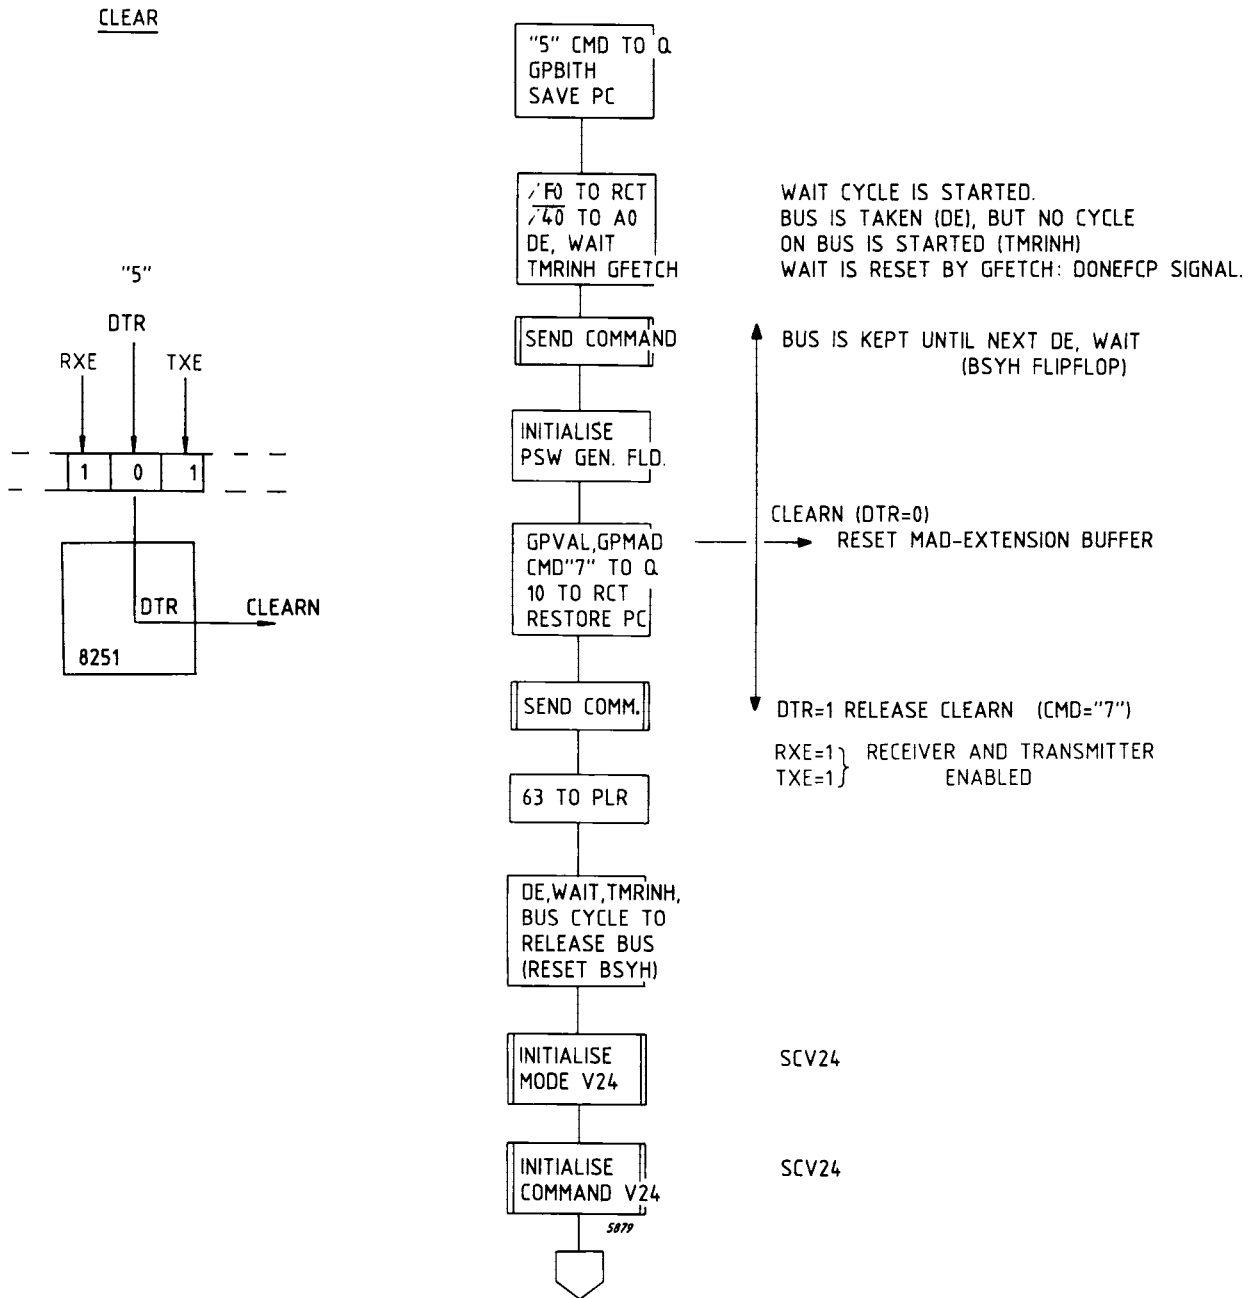 CLEAR
"5" CMD TO Q
GPBITH
SAVE PC
/F0 TO RCT
/40 TO A0
DE, WAIT
TMRINH GFETCH
WAIT CYCLE IS STARTED.
BUS IS TAKEN (DE), BUT NO CYCLE
ON BUS IS STARTED (TMRINH)
WAIT IS RESET BY GFETCH: DONEFCP SIGNAL.
"5"
DTR
RXE
TXE
1 0 1
DTR
CLEARN
8251
SEND COMMAND
BUS IS KEPT UNTIL NEXT DE, WAIT
(BSYH FLIPFLOP)
INITIALISE
PSW GEN. FLD.
GPVAL,GPMAD
CMD"7" TO Q
10 TO RCT
RESTORE PC
CLEARN (DTR=0)
RESET MAD-EXTENSION BUFFER
SEND COMM.
DTR=1 RELEASE CLEARN (CMD="7")
RXE=1} RECEIVER AND TRANSMITTER
TXE=1} ENABLED
63 TO PLR
DE,WAIT,TMRINH,
BUS CYCLE TO
RELEASE BUS
(RESET BSYH)
INITIALISE
MODE V24
SCV24
INITIALISE
COMMAND V24
SCV24
5879